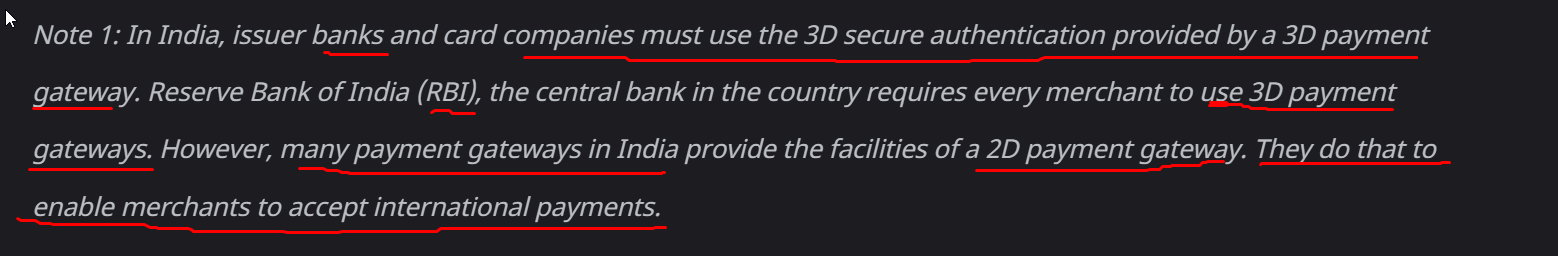 Note 1: In India, issuer banks and card companies must use the 3D secure authentication provided by a 3D payment
gateway. Reserve Bank of India (RBI), the central bank in the country requires every merchant to use 3D payment
gateways. However, many payment gateways in India provide the facilities of a 2D payment gateway. They do that to
enable merchants to accept international payments.